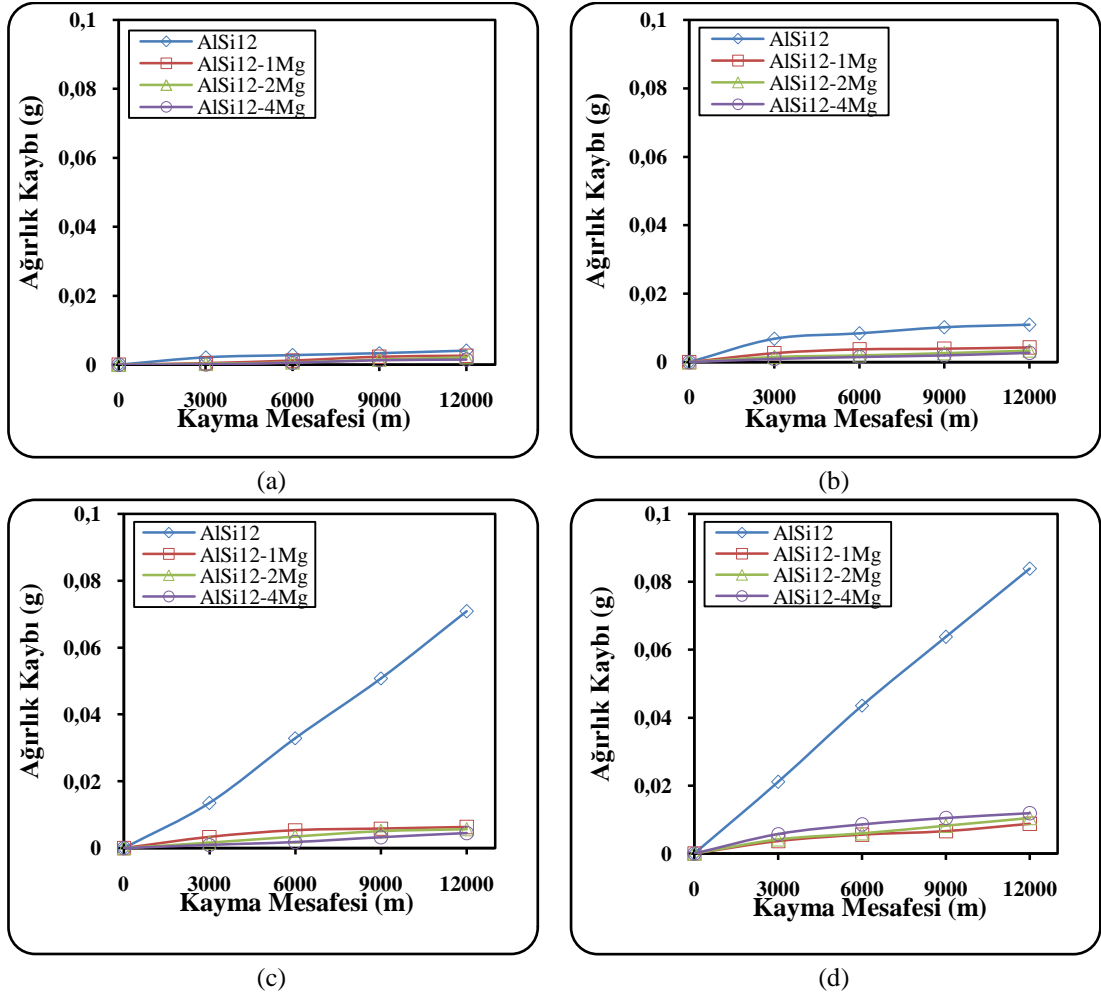 0,1
0,08
0,06
0,04
0,02
0
Ağırlık Kaybı (g)
AlSi12
AlSi12-1Mg
AlSi12-2Mg
AlSi12-4Mg
0 3000 6000 9000 12000
Kayma Mesafesi (m)
(a)
0,1
0,08
0,06
0,04
0,02
0
Ağırlık Kaybı (g)
AlSi12
AlSi12-1Mg
AlSi12-2Mg
AlSi12-4Mg
0 3000 6000 9000 12000
Kayma Mesafesi (m)
(b)
0,1
0,08
0,06
0,04
0,02
0
Ağırlık Kaybı (g)
AlSi12
AlSi12-1Mg
AlSi12-2Mg
AlSi12-4Mg
0 3000 6000 9000 12000
Kayma Mesafesi (m)
(c)
0,1
0,08
0,06
0,04
0,02
0
Ağırlık Kaybı (g)
AlSi12
AlSi12-1Mg
AlSi12-2Mg
AlSi12-4Mg
0 3000 6000 9000 12000
Kayma Mesafesi (m)
(d)